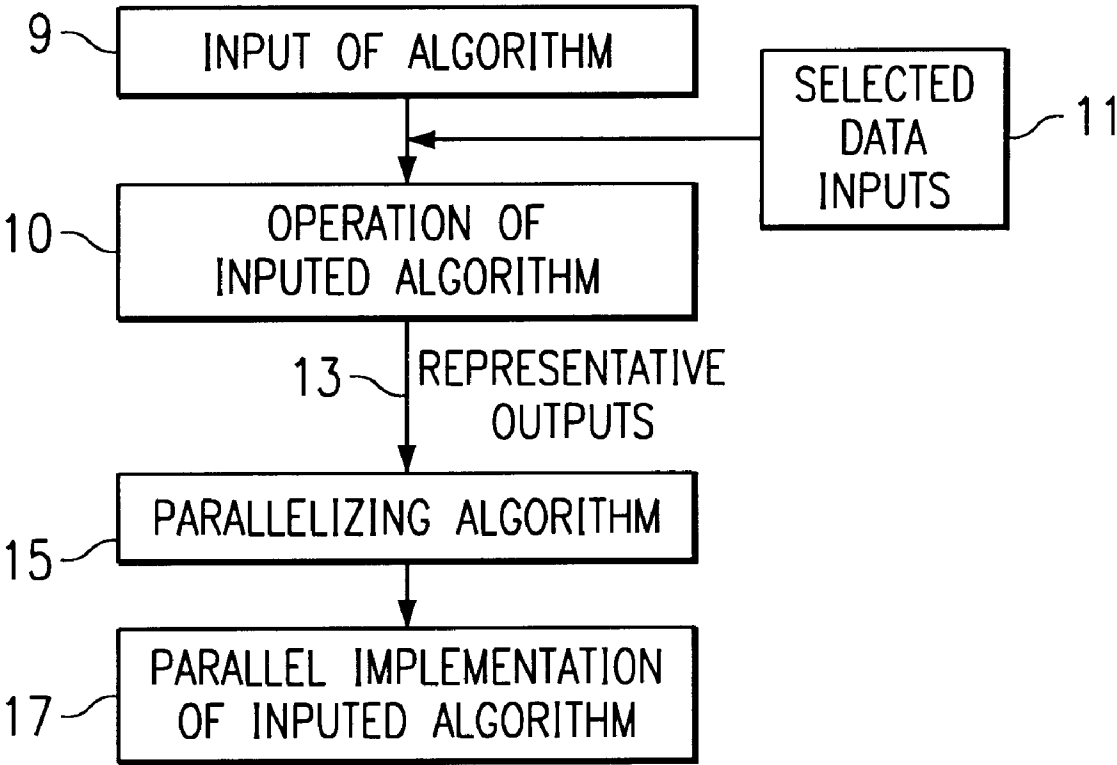 9
INPUT OF ALGORITHM
SELECTED
DATA
INPUTS
11
10
OPERATION OF
INPUTED ALGORITHM
13
REPRESENTATIVE
OUTPUTS
15
PARALLELIZING ALGORITHM
17
PARALLEL IMPLEMENTATION
OF INPUTED ALGORITHM